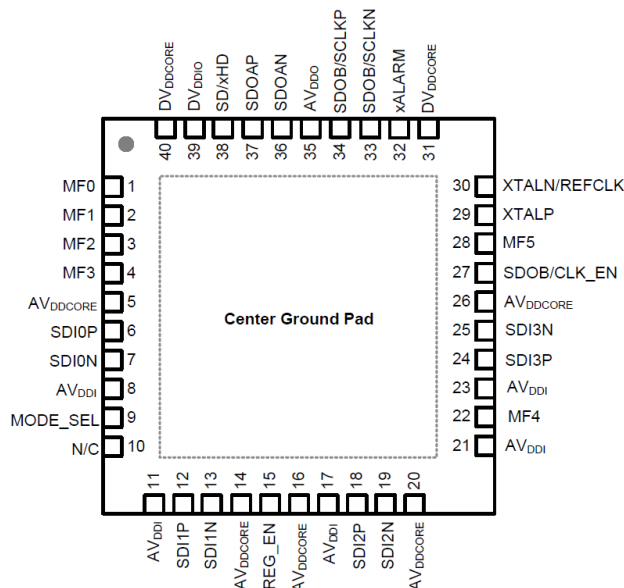 DVDDCORE
DVDDIO
SD/xHD
SDOAP
SDOAN
AVDDO
SDOB/SCLKP
SDOB/SCLKN
xALARM
DVDDCORE
40 39 38 37 36 35 34 33 32 31
MF0 1
MF1 2
MF2 3
MF3 4
AVDDCORE 5
SDI0P 6
SDI0N 7
AVDDI 8
MODE_SEL 9
N/C 10
Center Ground Pad
30 XTALN/REFCLK
29 XTALP
28 MF5
27 SDOB/CLK_EN
26 AVDDCORE
25 SDI3N
24 SDI3P
23 AVDDI
22 MF4
21 AVDDI
11 12 13 14 15 16 17 18 19 20
AVDDI
SDI1P
SDI1N
AVDDCORE
REG_EN
AVDDCORE
AVDDI
SDI2P
SDI2N
AVDDCORE